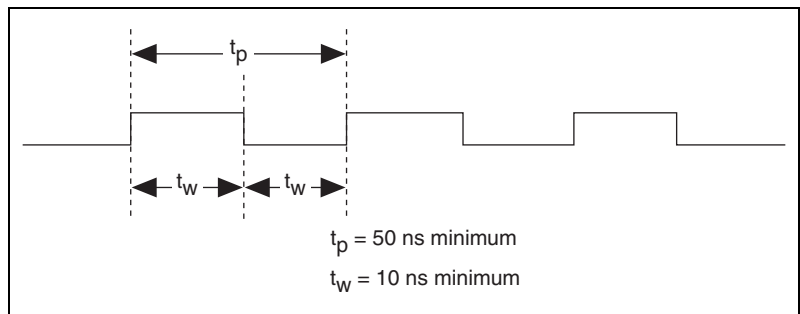 tp
tw tw
tp = 50 ns minimum
tw = 10 ns minimum